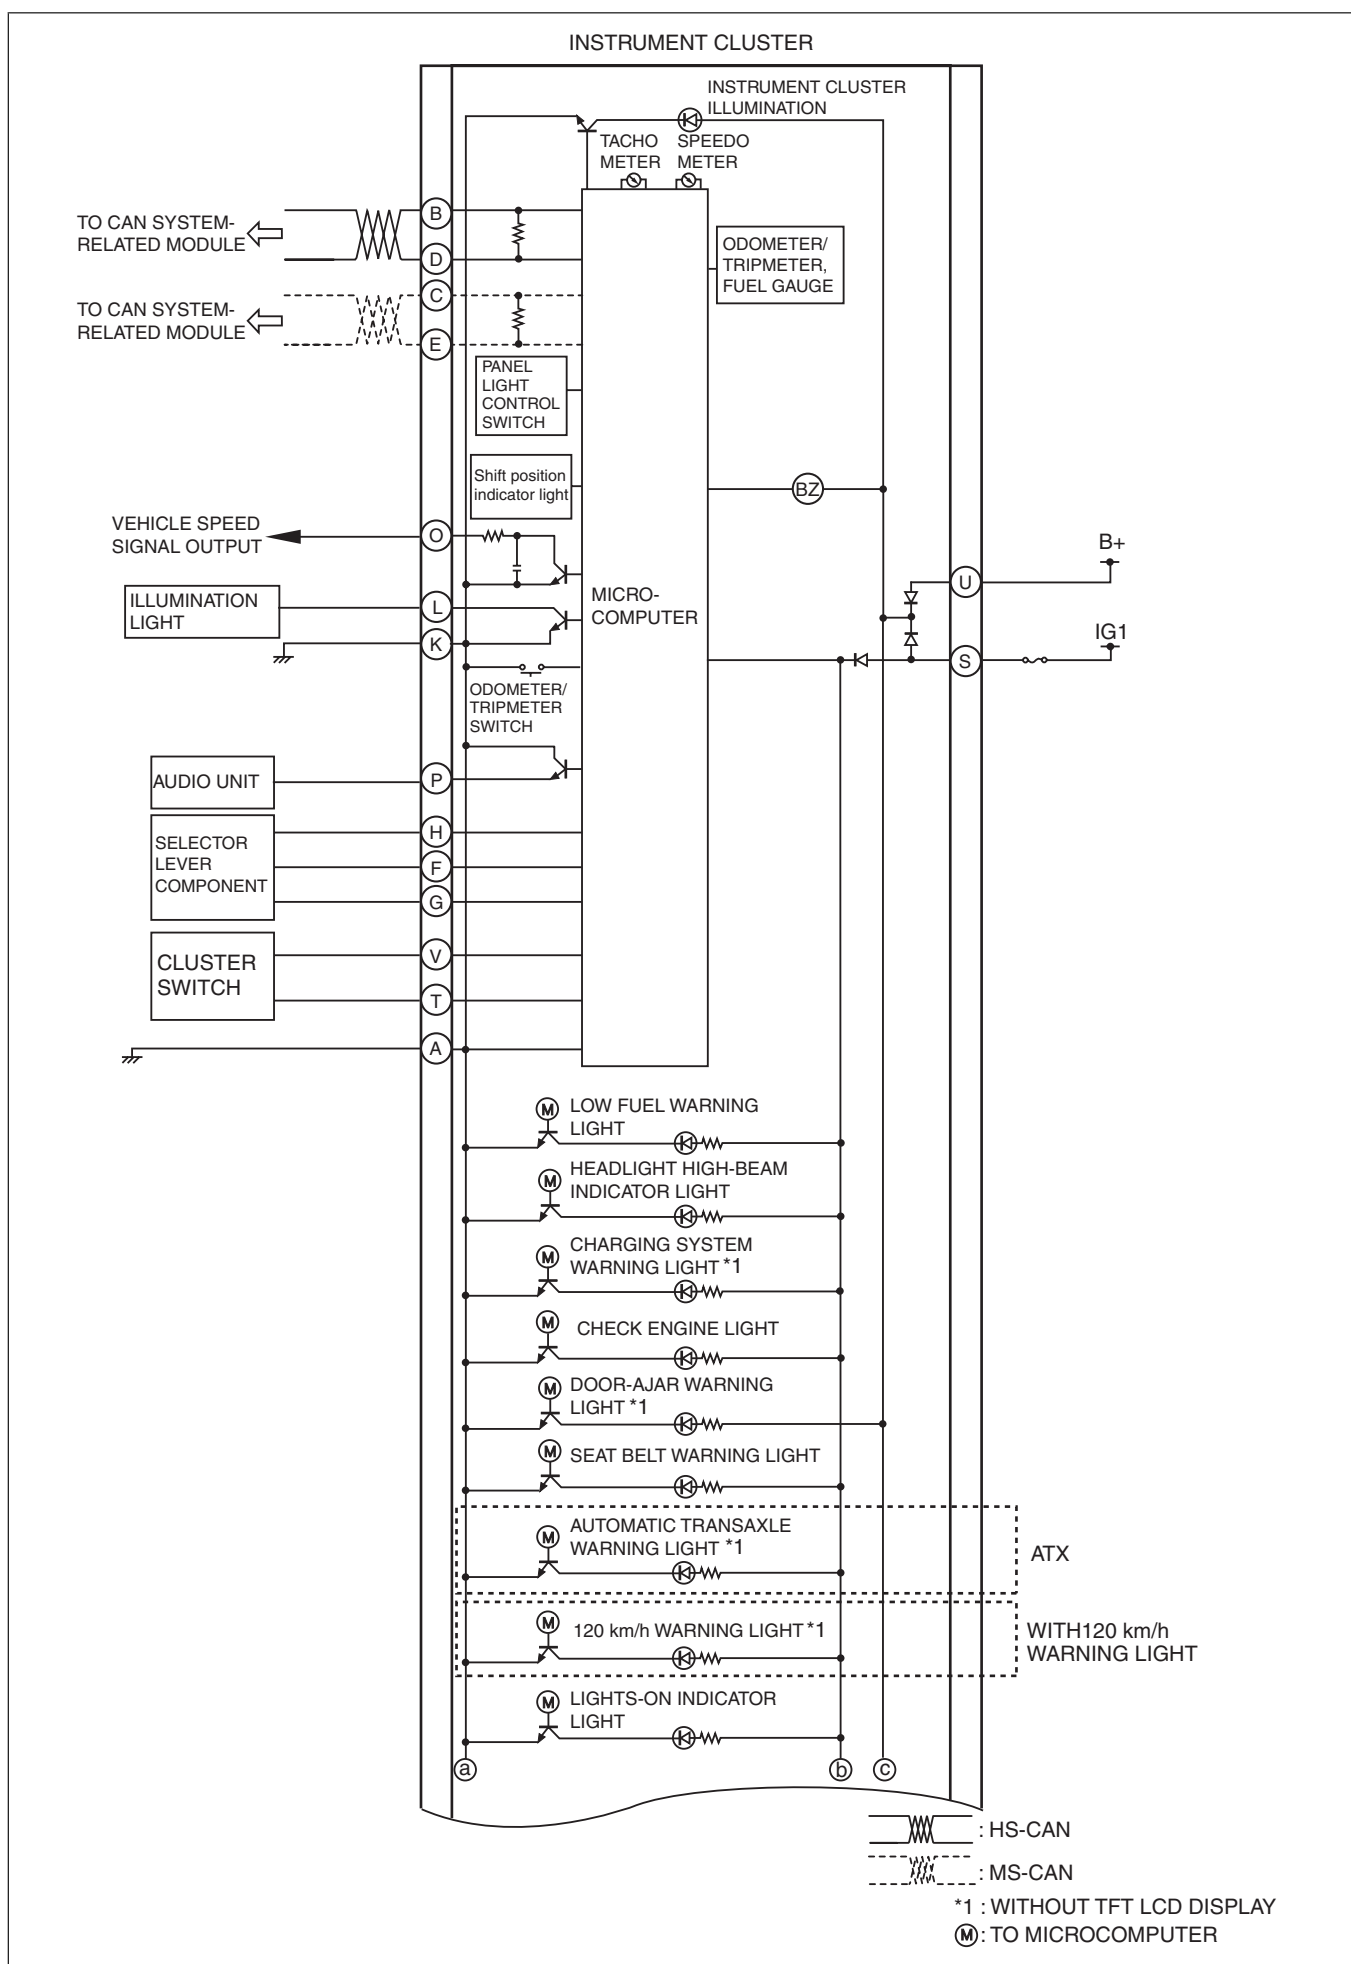 INSTRUMENT CLUSTER
INSTRUMENT CLUSTER
ILLUMINATION
TACHO
METER
SPEEDO
METER
TO CAN SYSTEM-
RELATED MODULE
B
D
ODOMETER/
TRIPMETER,
FUEL GAUGE
TO CAN SYSTEM-
RELATED MODULE
C
E
PANEL
LIGHT
CONTROL
SWITCH
Shift position
indicator light
BZ
VEHICLE SPEED
SIGNAL OUTPUT
O
B+
U
ILLUMINATION
LIGHT
L
MICRO-
COMPUTER
K
IG1
S
ODOMETER/
TRIPMETER
SWITCH
AUDIO UNIT
P
SELECTOR
LEVER
COMPONENT
H
F
G
CLUSTER
SWITCH
V
T
A
M
LOW FUEL WARNING
LIGHT
M
HEADLIGHT HIGH-BEAM
INDICATOR LIGHT
M
CHARGING SYSTEM
WARNING LIGHT *1
M
CHECK ENGINE LIGHT
M
DOOR-AJAR WARNING
LIGHT *1
M
SEAT BELT WARNING LIGHT
M
AUTOMATIC TRANSAXLE
WARNING LIGHT *1
ATX
M
120 km/h WARNING LIGHT *1
WITH120 km/h
WARNING LIGHT
M
LIGHTS-ON INDICATOR
LIGHT
a
b
c
: HS-CAN
: MS-CAN
*1 : WITHOUT TFT LCD DISPLAY
M : TO MICROCOMPUTER